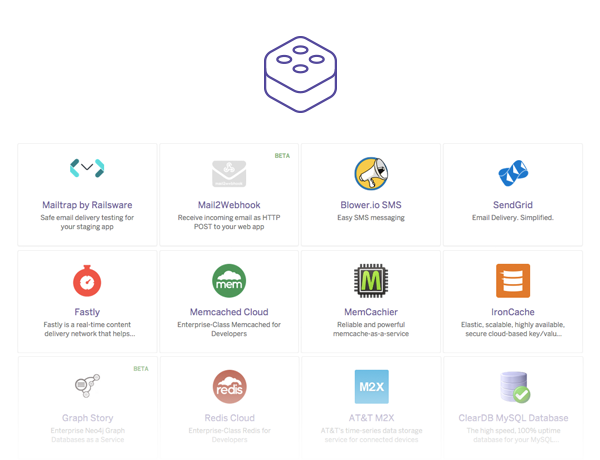 BETA
Mailtrap by Railsware
Safe email delivery testing for
your staging app
Mail2Webhook
Receive incoming email as HTTP
POST to your web app
Blower.io SMS
Easy SMS messaging
SendGrid
Email Delivery. Simplified.
mem
M
Fastly
Fastly is a real-time content
delivery network that helps...
Memcached Cloud
Enterprise-Class Memcached for
Developers
MemCachier
Reliable and powerful
memcache-as-a-service
IronCache
Elastic, scalable, highly available,
secure cloud-based key/valu...
BETA
redis
M2X
Graph Story
Enterprise Neo4j Graph
Databases as a Service
Redis Cloud
Enterprise-Class Redis for
Developers
AT&T M2X
AT&T's time-series data storage
service for connected devices
ClearDB MySQL Database
The high speed, 100% uptime
database for your MySQL...